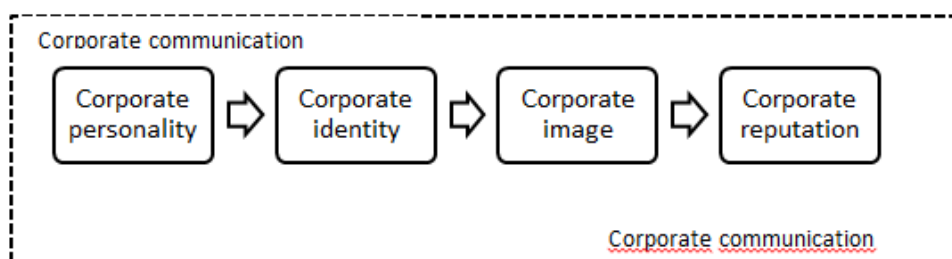 Corporate communication
Corporate
personality
Corporate
identity
Corporate
image
Corporate
reputation
Corporate communication